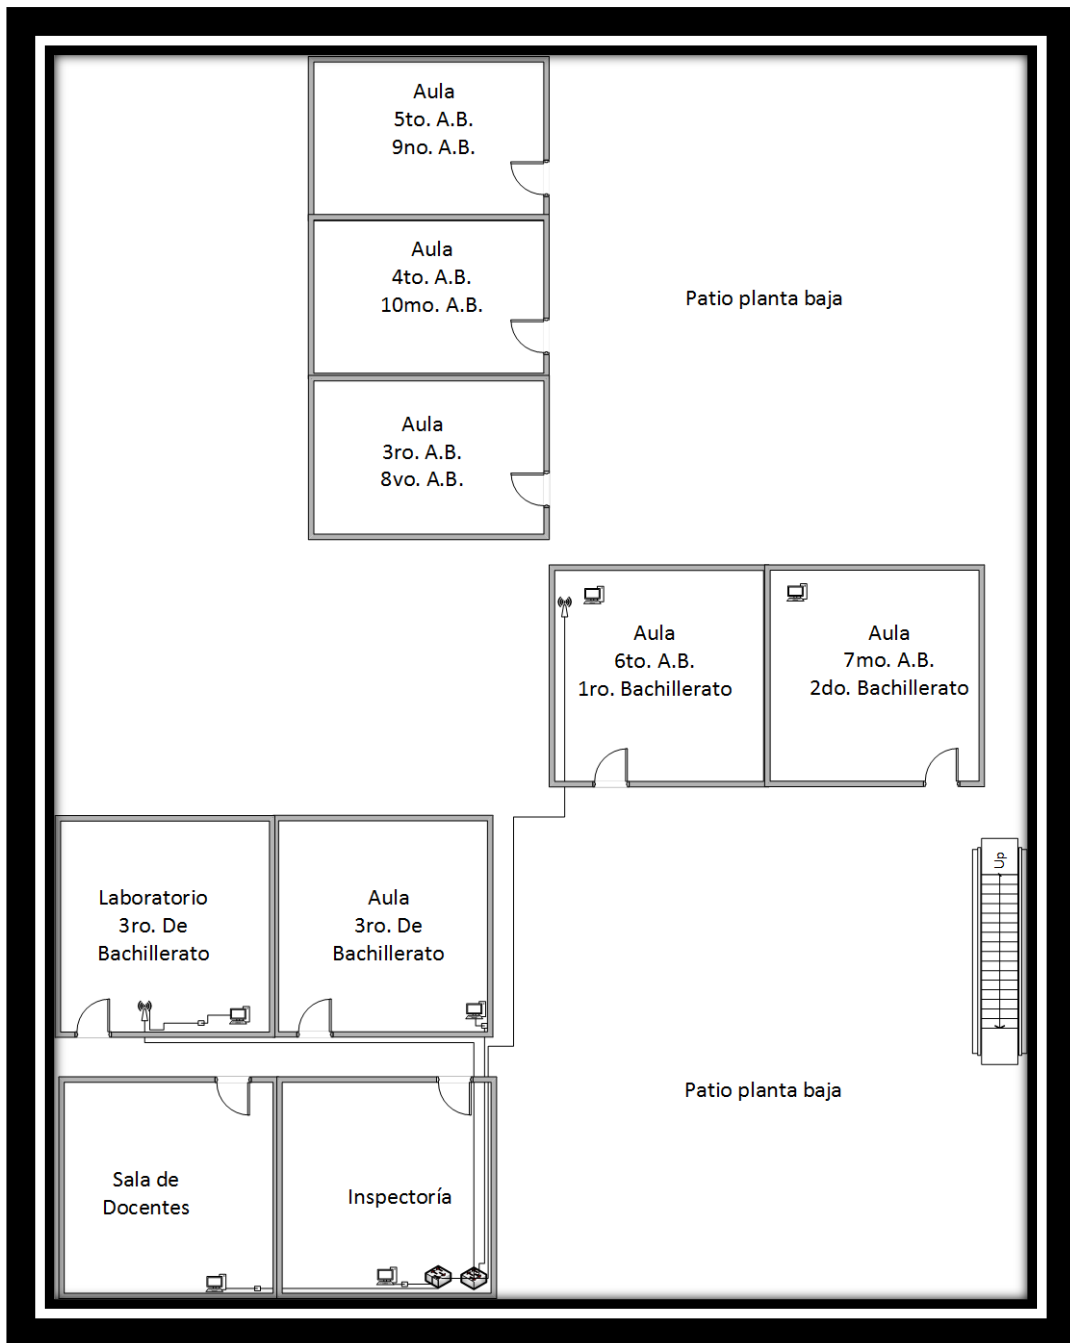 Aula
5to. A.B.
9no. A.B.
Aula
4to. A.B.
10mo. A.B.
Patio planta baja
Aula
3ro. A.B.
8vo. A.B.
Aula
6to. A.B.
1ro. Bachillerato
Aula
7mo. A.B.
2do. Bachillerato
Up
Laboratorio
3ro. De
Bachillerato
Aula
3ro. De
Bachillerato
Patio planta baja
Sala de
Docentes
Inspectoría